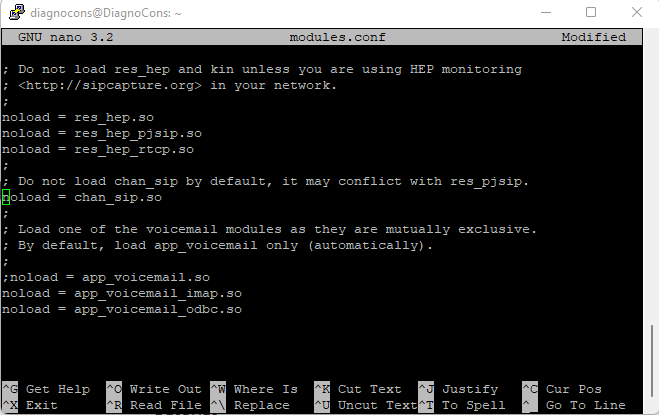 diagnocons@DiagnoCons: ~
GNU nano 3.2 modules.conf Modified
; Do not load res_hep and kin unless you are using HEP monitoring
; <http://sipcapture.org> in your network.
;
noload = res_hep.so
noload = res_hep_pjsip.so
noload = res_hep_rtcp.so
;
; Do not load chan_sip by default, it may conflict with res_pjsip.
noload = chan_sip.so
;
; Load one of the voicemail modules as they are mutually exclusive.
; By default, load app_voicemail only (automatically).
;
;noload = app_voicemail.so
noload = app_voicemail_imap.so
noload = app_voicemail_odbc.so
^G Get Help ^O Write Out ^W Where Is ^K Cut Text ^J Justify ^C Cur Pos
^X Exit ^R Read File ^\ Replace ^U Uncut Text ^T To Spell ^_ Go To Line